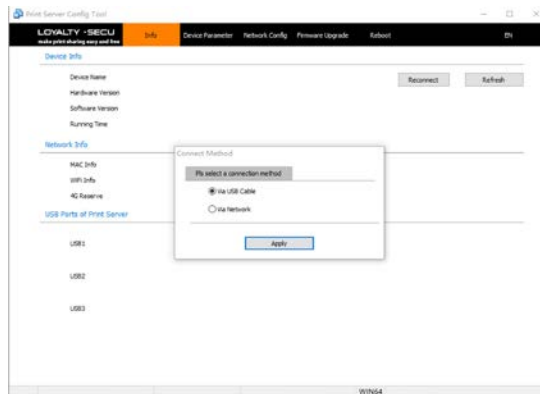 Print Server Config Tool
LOYALTY -SECU
make print sharing easy and free
Info Device Parameter Network Config Firmware Upgrade Reboot EN
Device Info
Device Name
Reconnect Refresh
Hardware Version
Software Version
Running Time
Network Info
Connect Method
MAC Info
Pls select a connection method
WIFI Info
Via USB Cable
4G Reserve
Via Network
USB Ports of Print Server
USB1
Apply
USB2
USB3
WIN64